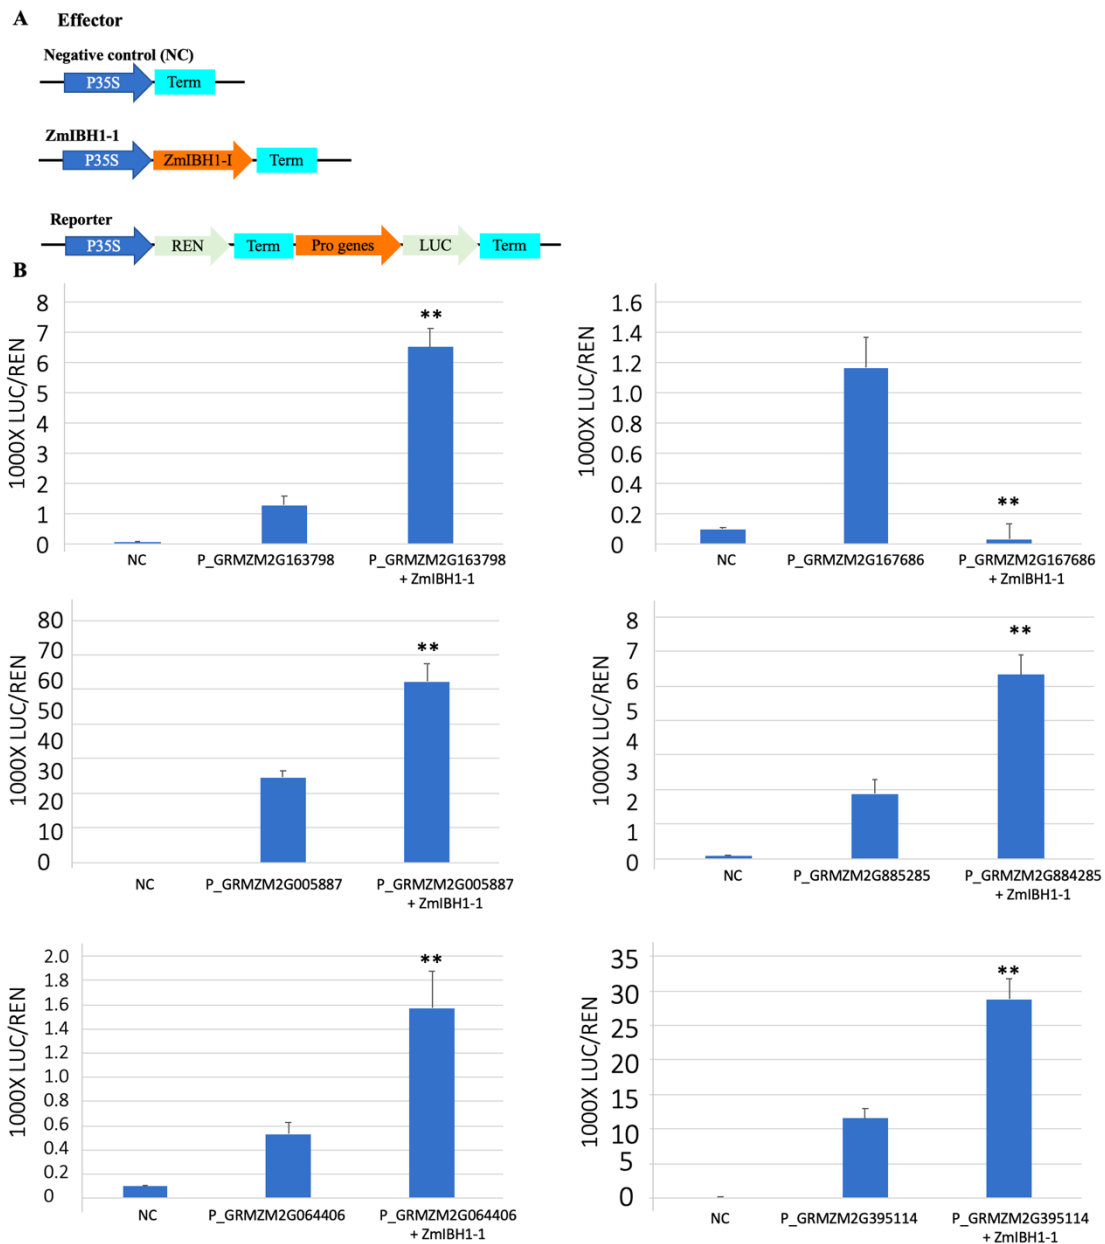 A Effector
Negative control (NC)
P35S Term
ZmIBH1-1
P35S ZmIBH1-I Term
Reporter
P35S REN Term Pro genes LUC Term
B
1000X LUC/REN
8
7
6
5
4
3
2
1
0
**
NC P_GRMZM2G163798 P_GRMZM2G163798
+ ZmIBH1-1
1000X LUC/REN
1.6
1.4
1.2
1.0
0.8
0.6
0.4
0.2
0
**
NC P_GRMZM2G167686 P_GRMZM2G167686
+ ZmIBH1-1
1000X LUC/REN
80
70
60
50
40
30
20
10
0
**
NC P_GRMZM2G005887 P_GRMZM2G005887
+ ZmIBH1-1
1000X LUC/REN
8
7
6
5
4
3
2
1
0
**
NC P_GRMZM2G885285 P_GRMZM2G884285
+ ZmIBH1-1
1000X LUC/REN
2.0
1.8
1.6
1.4
1.2
1.0
0.8
0.6
0.4
0.2
0
**
NC P_GRMZM2G064406 P_GRMZM2G064406
+ ZmIBH1-1
1000X LUC/REN
35
30
25
20
15
10
5
0
**
NC P_GRMZM2G395114 P_GRMZM2G395114
+ ZmIBH1-1